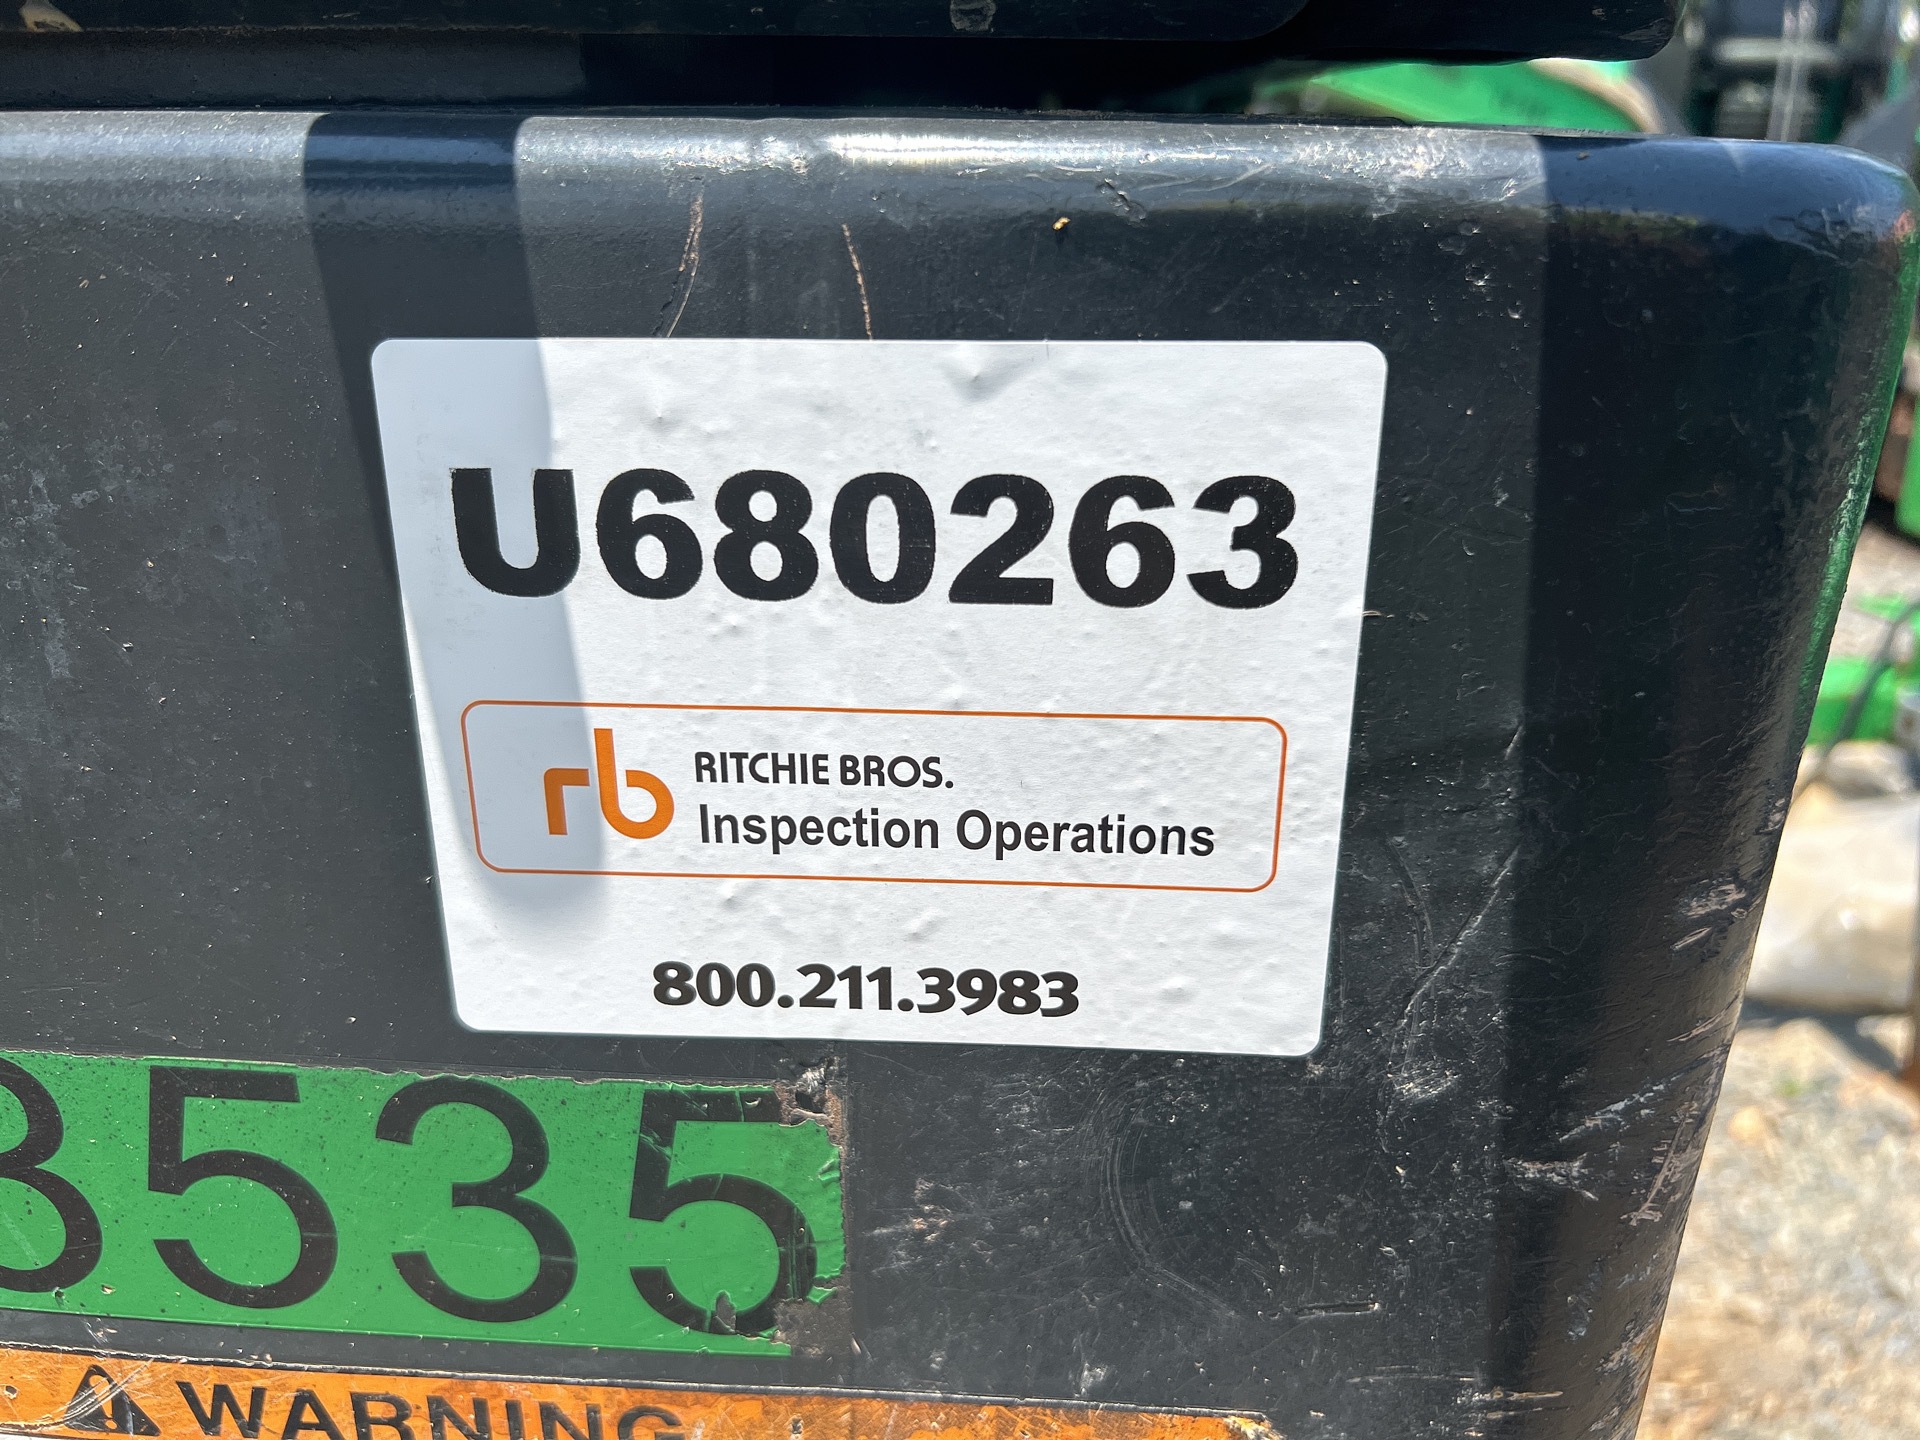 U680263
rb RITCHIE BROS.
Inspection Operations
800.211.3983
3535
WARNING